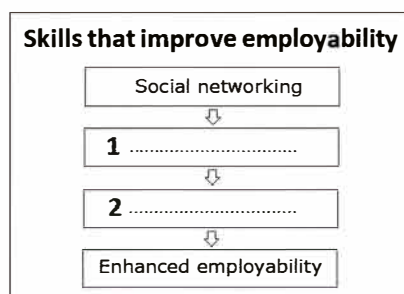 Skills that improve employability
Social networking
1 ..............................................
2 ..............................................
Enhanced employability